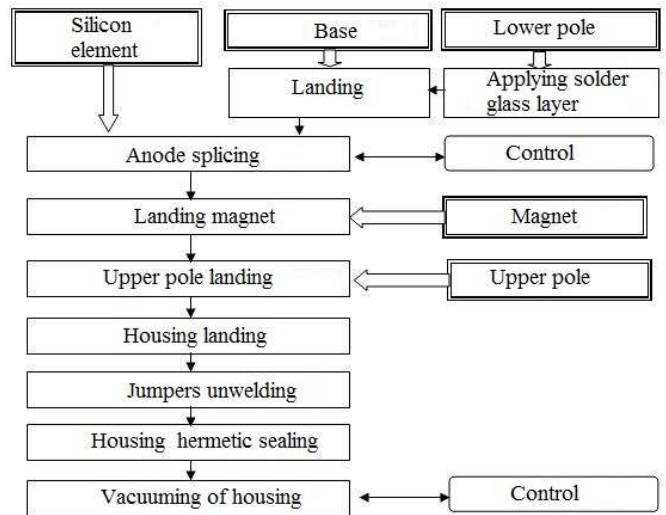 Silicon
element
Base
Lower pole
Landing
Applying solder
glass layer
Anode splicing
Control
Landing magnet
Magnet
Upper pole landing
Upper pole
Housing landing
Jumpers unwelding
Housing hermetic sealing
Vacuuming of housing
Control